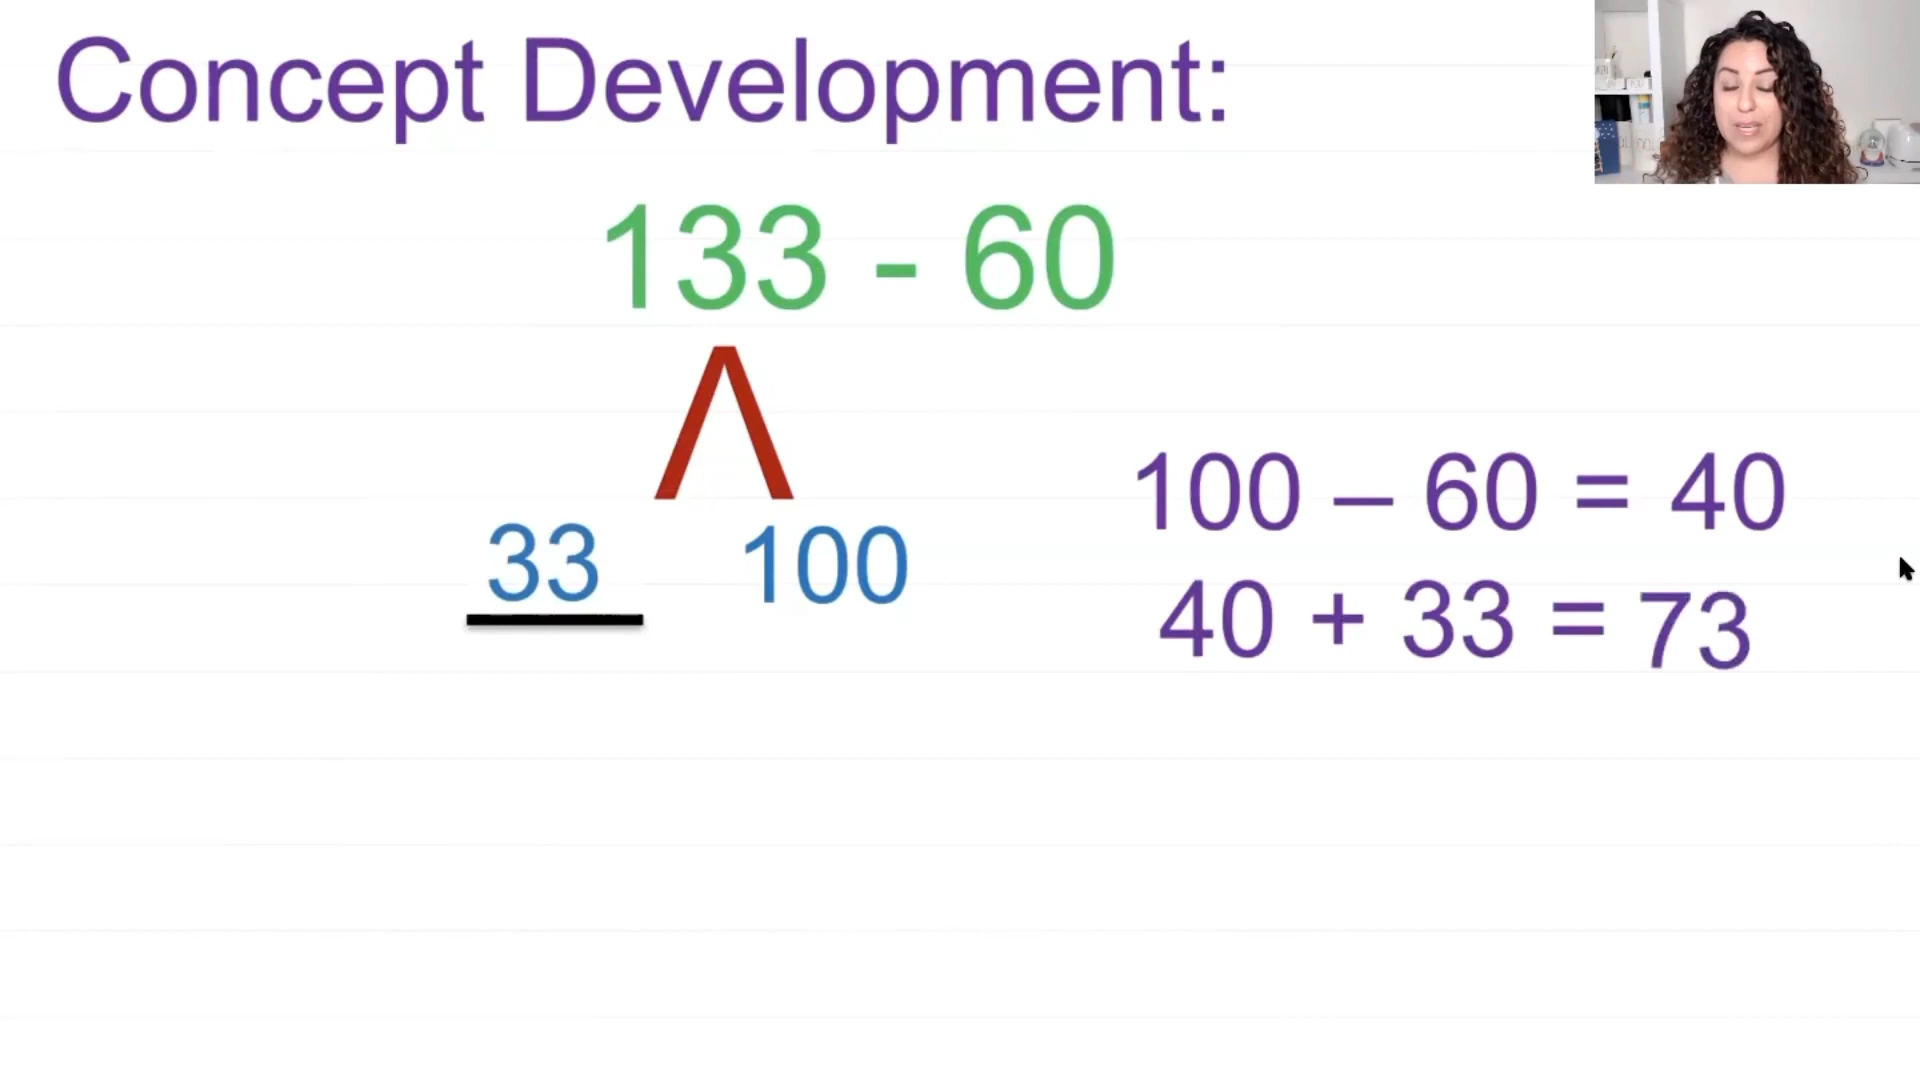 Concept Development:
133 - 60
33 100
100 – 60 = 40
40 + 33 = 73